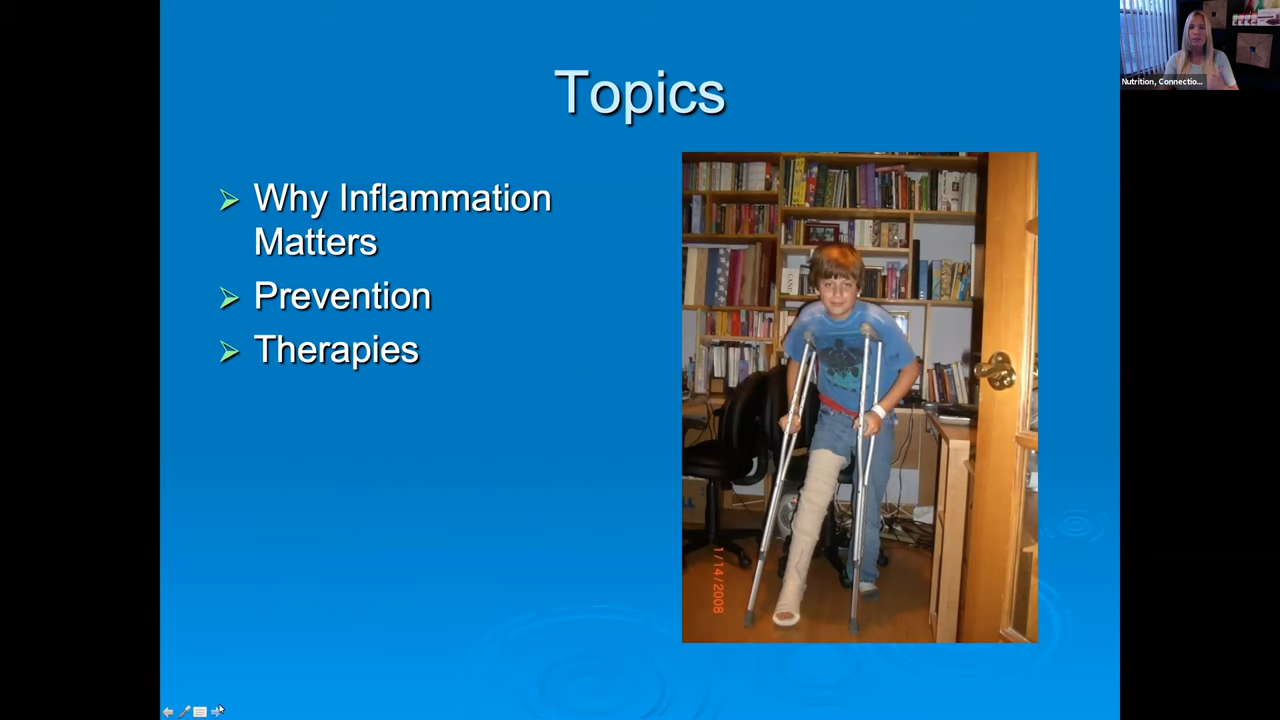 Topics
Why Inflammation
Matters
Prevention
Therapies
Nutrition, Connectio...
1/14/2008